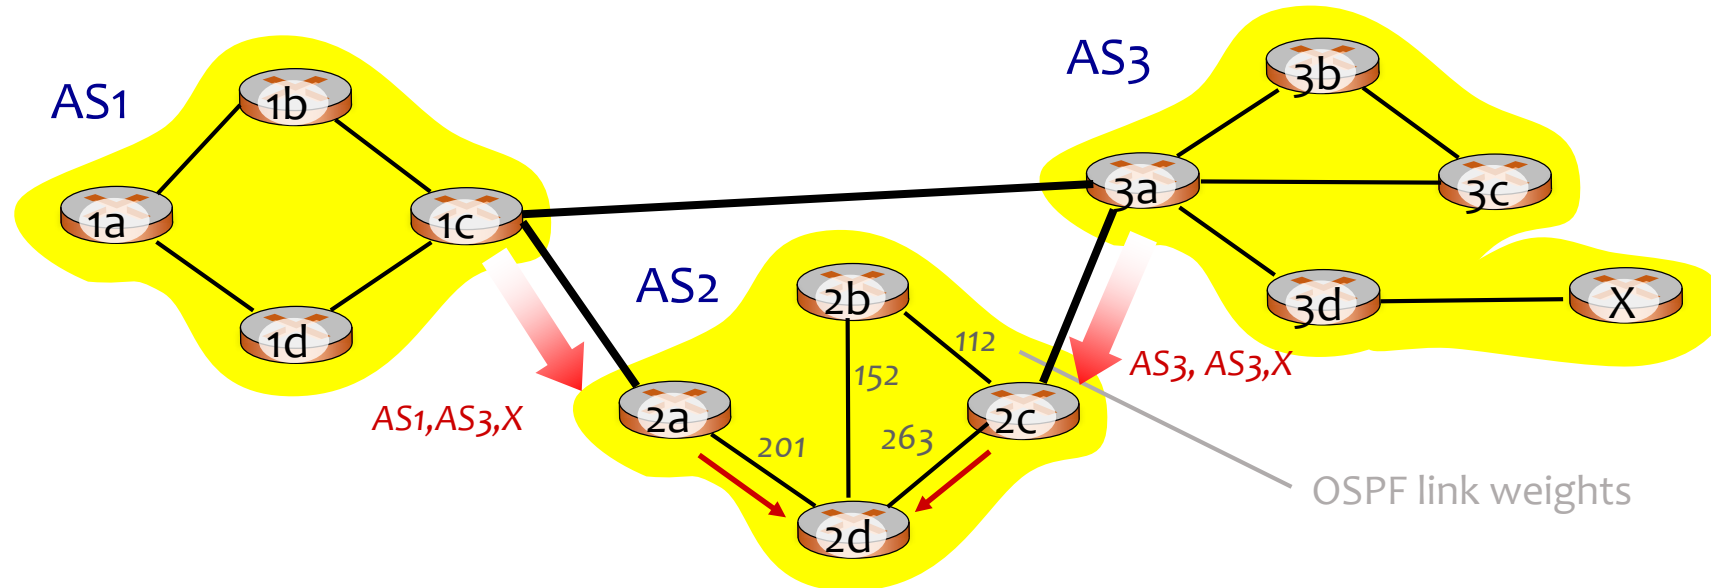 AS1
1b
1a
1c
1d
AS3
3b
3a
3c
3d
X
AS2
2b
112
152
2a
2c
201
263
2d
AS1,AS3,X
AS3, AS3,X
OSPF link weights